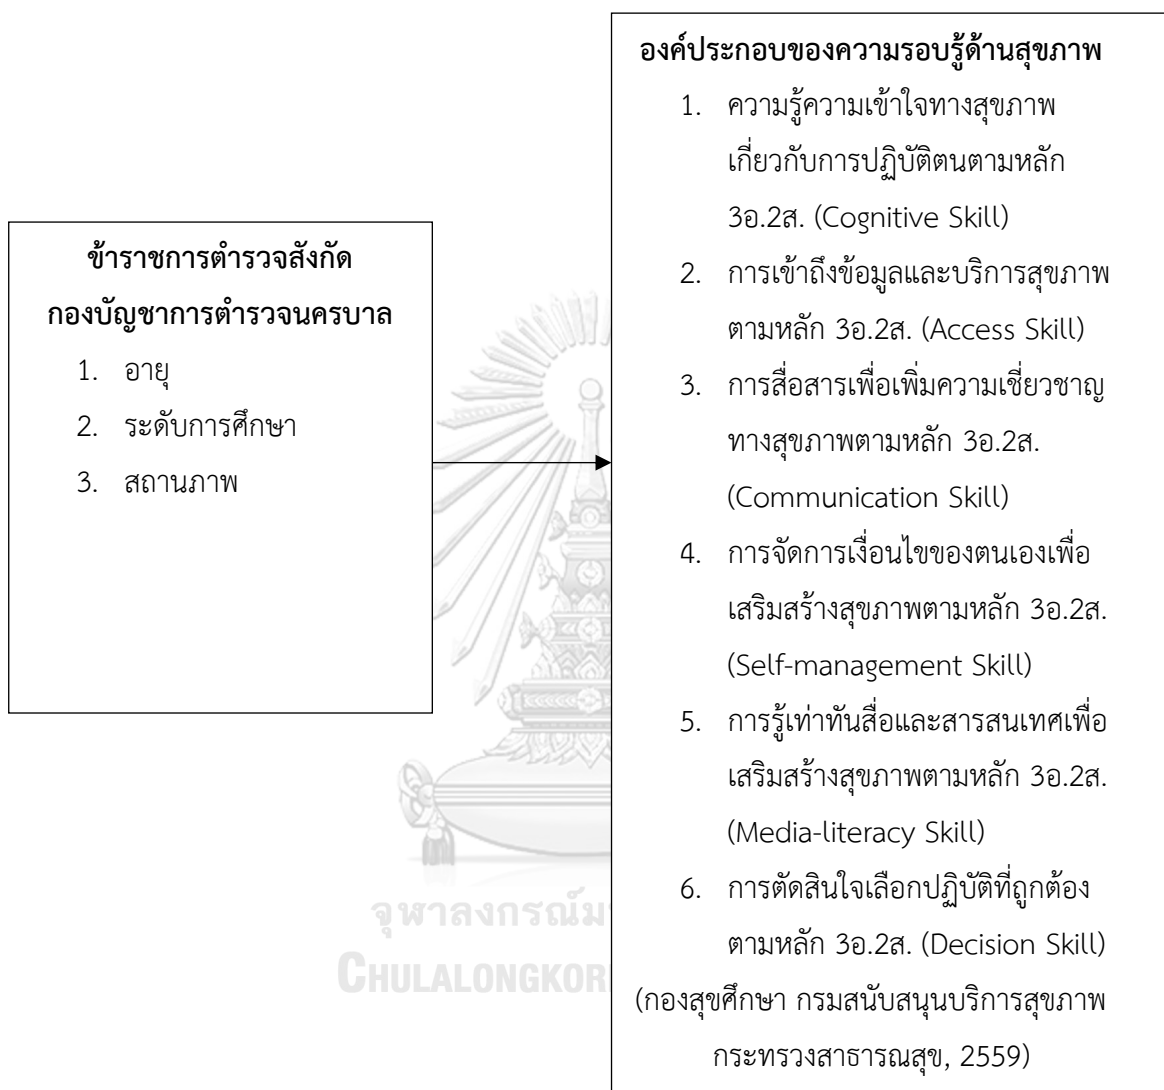 ข้าราชการตำรวจสังกัด
กองบัญชาการตำรวจนครบาล
1. อายุ
2. ระดับการศึกษา
3. สถานภาพ
องค์ประกอบของความรอบรู้ด้านสุขภาพ
1. ความรู้ความเข้าใจทางสุขภาพ
เกี่ยวกับการปฏิบัติตนตามหลัก
3อ.2ส. (Cognitive Skill)
2. การเข้าถึงข้อมูลและบริการสุขภาพ
ตามหลัก 3อ.2ส. (Access Skill)
3. การสื่อสารเพื่อเพิ่มความเชี่ยวชาญ
ทางสุขภาพตามหลัก 3อ.2ส.
(Communication Skill)
4. การจัดการเงื่อนไขของตนเองเพื่อ
เสริมสร้างสุขภาพตามหลัก 3อ.2ส.
(Self-management Skill)
5. การรู้เท่าทันสื่อและสารสนเทศเพื่อ
เสริมสร้างสุขภาพตามหลัก 3อ.2ส.
(Media-literacy Skill)
6. การตัดสินใจเลือกปฏิบัติที่ถูกต้อง
ตามหลัก 3อ.2ส. (Decision Skill)
(กองสุขศึกษา กรมสนับสนุนบริการสุขภาพ
กระทรวงสาธารณสุข, 2559)
จุฬาลงกรณ์ม
CHULALONGKOR